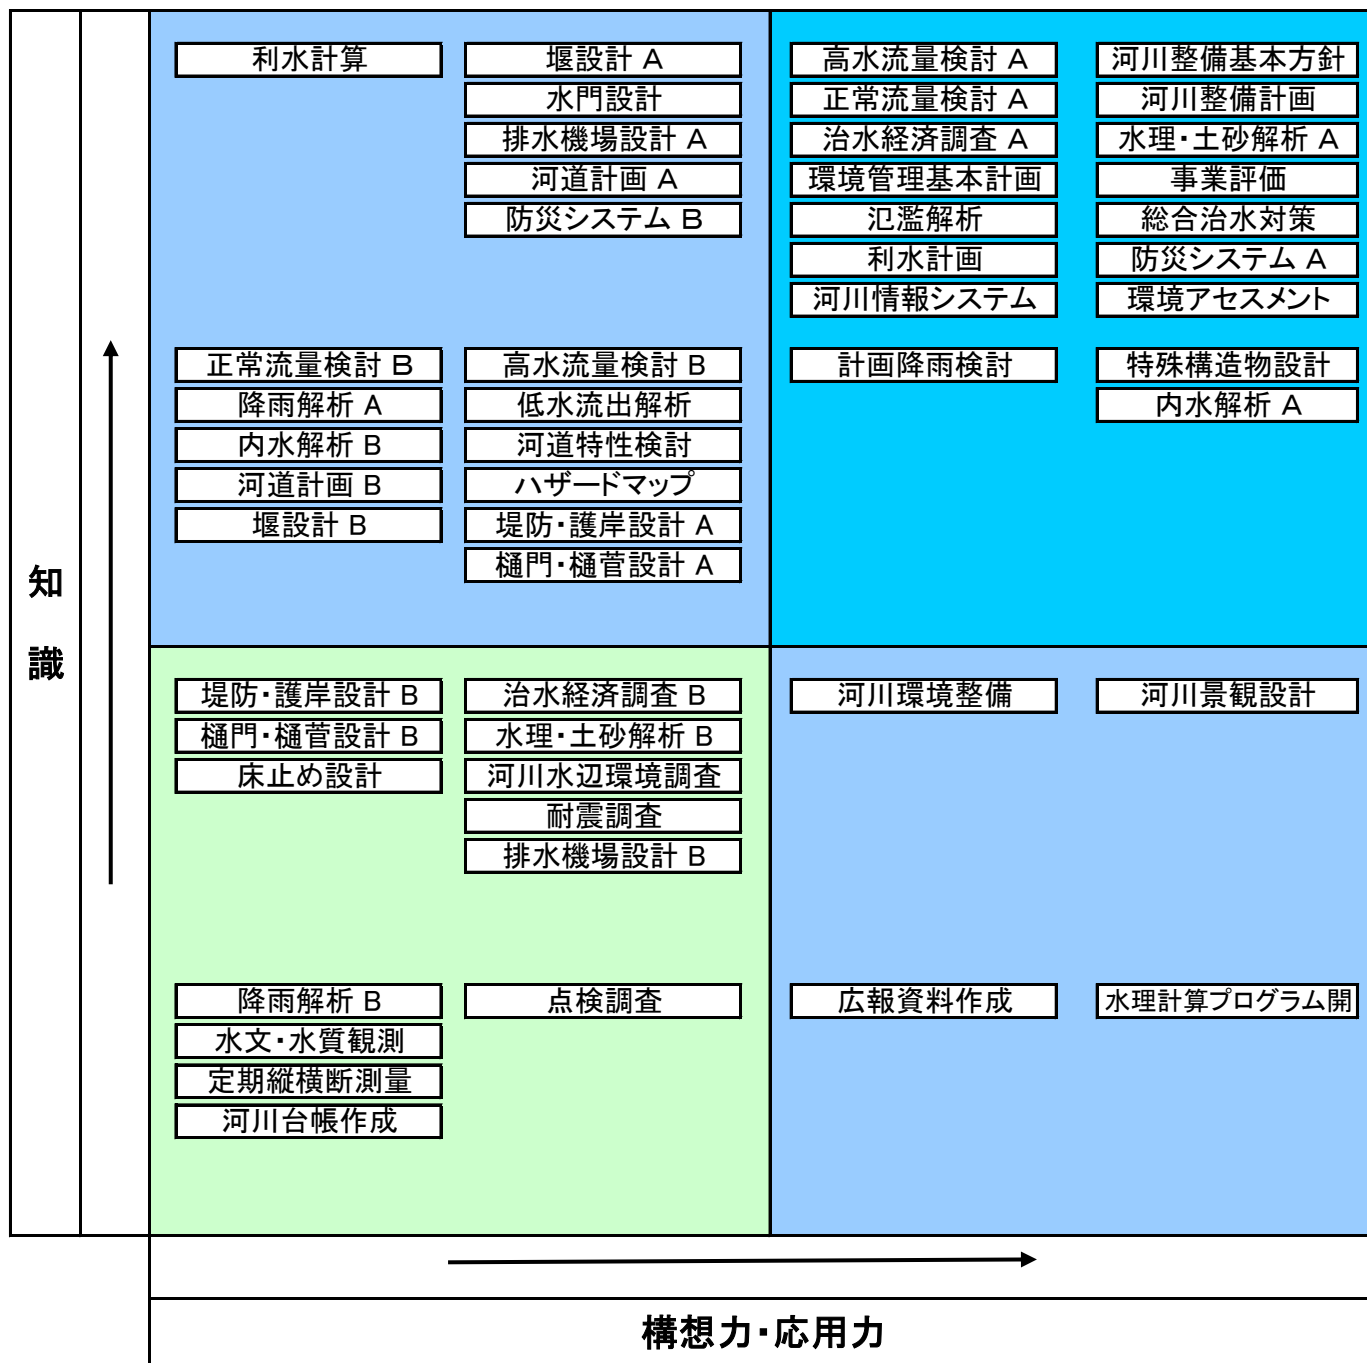 利水計算
堰設計 A
水門設計
排水機場設計 A
河道計画 A
防災システム B
高水流量検討 A
正常流量検討 A
治水経済調査 A
環境管理基本計画
氾濫解析
利水計画
河川情報システム
河川整備基本方針
河川整備計画
水理・土砂解析 A
事業評価
総合治水対策
防災システム A
環境アセスメント
正常流量検討 B
降雨解析 A
内水解析 B
河道計画 B
堰設計 B
高水流量検討 B
低水流出解析
河道特性検討
ハザードマップ
堤防・護岸設計 A
樋門・樋菅設計 A
計画降雨検討
特殊構造物設計
内水解析 A
知
識
堤防・護岸設計 B
樋門・樋菅設計 B
床止め設計
治水経済調査 B
水理・土砂解析 B
河川水辺環境調査
耐震調査
排水機場設計 B
河川環境整備
河川景観設計
降雨解析 B
水文・水質観測
定期縦横断測量
河川台帳作成
点検調査
広報資料作成
水理計算プログラム開
構想力・応用力